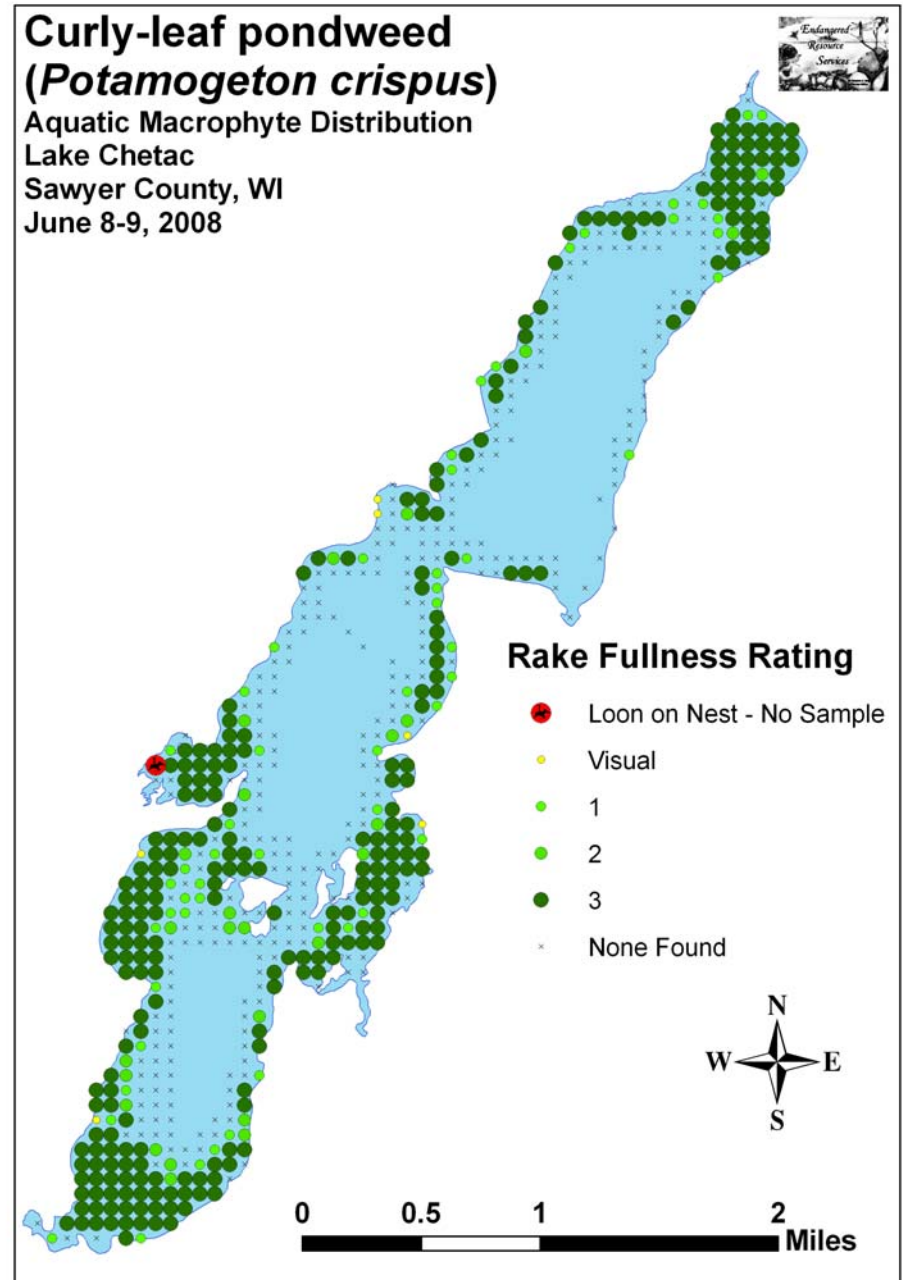 Curly-leaf pondweed
(Potamogeton crispus)
Aquatic Macrophyte Distribution
Lake Chetac
Sawyer County, WI
June 8-9, 2008
Endangered
Resource
Services
Rake Fullness Rating
Loon on Nest - No Sample
Visual
1
2
3
None Found
N
W E
S
0 0.5 1 2
Miles